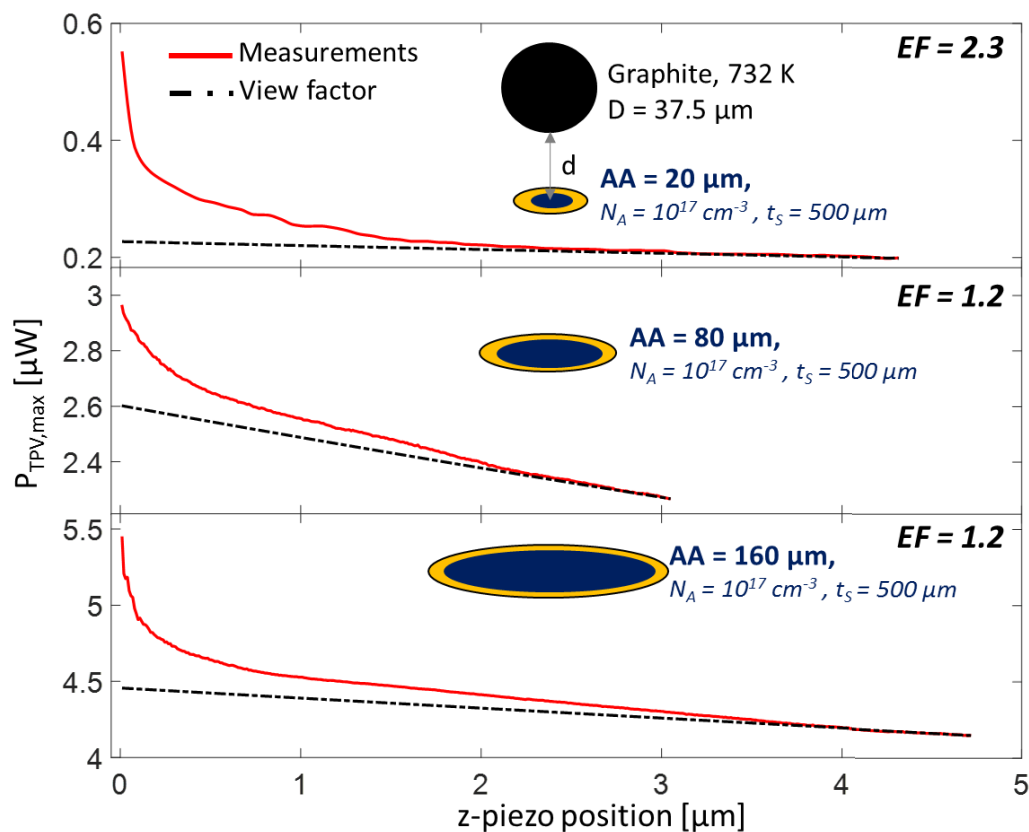 Measurements
View factor
EF = 2.3
Graphite, 732 K
D = 37.5 μm
d
AA = 20 μm,
N_A = 10^17 cm^-3 , t_S = 500 μm
0.6
0.4
0.2
EF = 1.2
AA = 80 μm,
N_A = 10^17 cm^-3 , t_S = 500 μm
3
2.8
2.6
2.4
P_TPV,max [μW]
EF = 1.2
AA = 160 μm,
N_A = 10^17 cm^-3 , t_S = 500 μm
5.5
5
4.5
4
0 1 2 3 4 5
z-piezo position [μm]